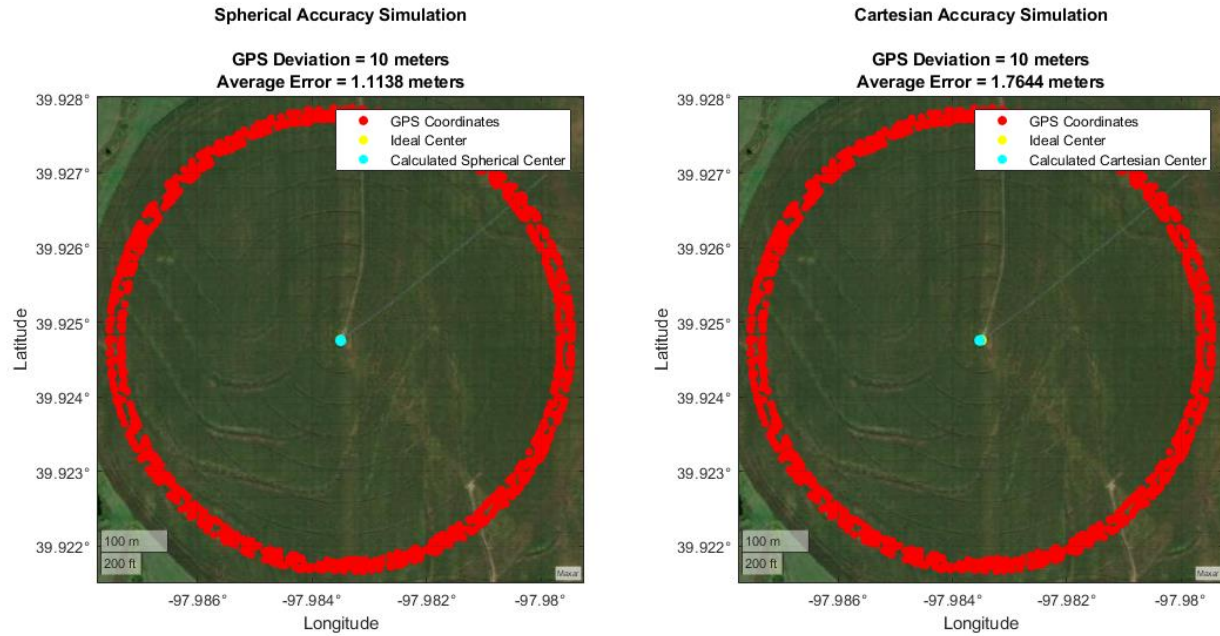 Spherical Accuracy Simulation
GPS Deviation = 10 meters
Average Error = 1.1138 meters
39.928°
39.927°
39.926°
39.925°
39.924°
39.923°
39.922°
Latitude
GPS Coordinates
Ideal Center
Calculated Spherical Center
100 m
200 ft
Maxar
-97.986°
-97.984°
-97.982°
-97.98°
Longitude
Cartesian Accuracy Simulation
GPS Deviation = 10 meters
Average Error = 1.7644 meters
39.928°
39.927°
39.926°
39.925°
39.924°
39.923°
39.922°
Latitude
GPS Coordinates
Ideal Center
Calculated Cartesian Center
100 m
200 ft
Maxar
-97.986°
-97.984°
-97.982°
-97.98°
Longitude